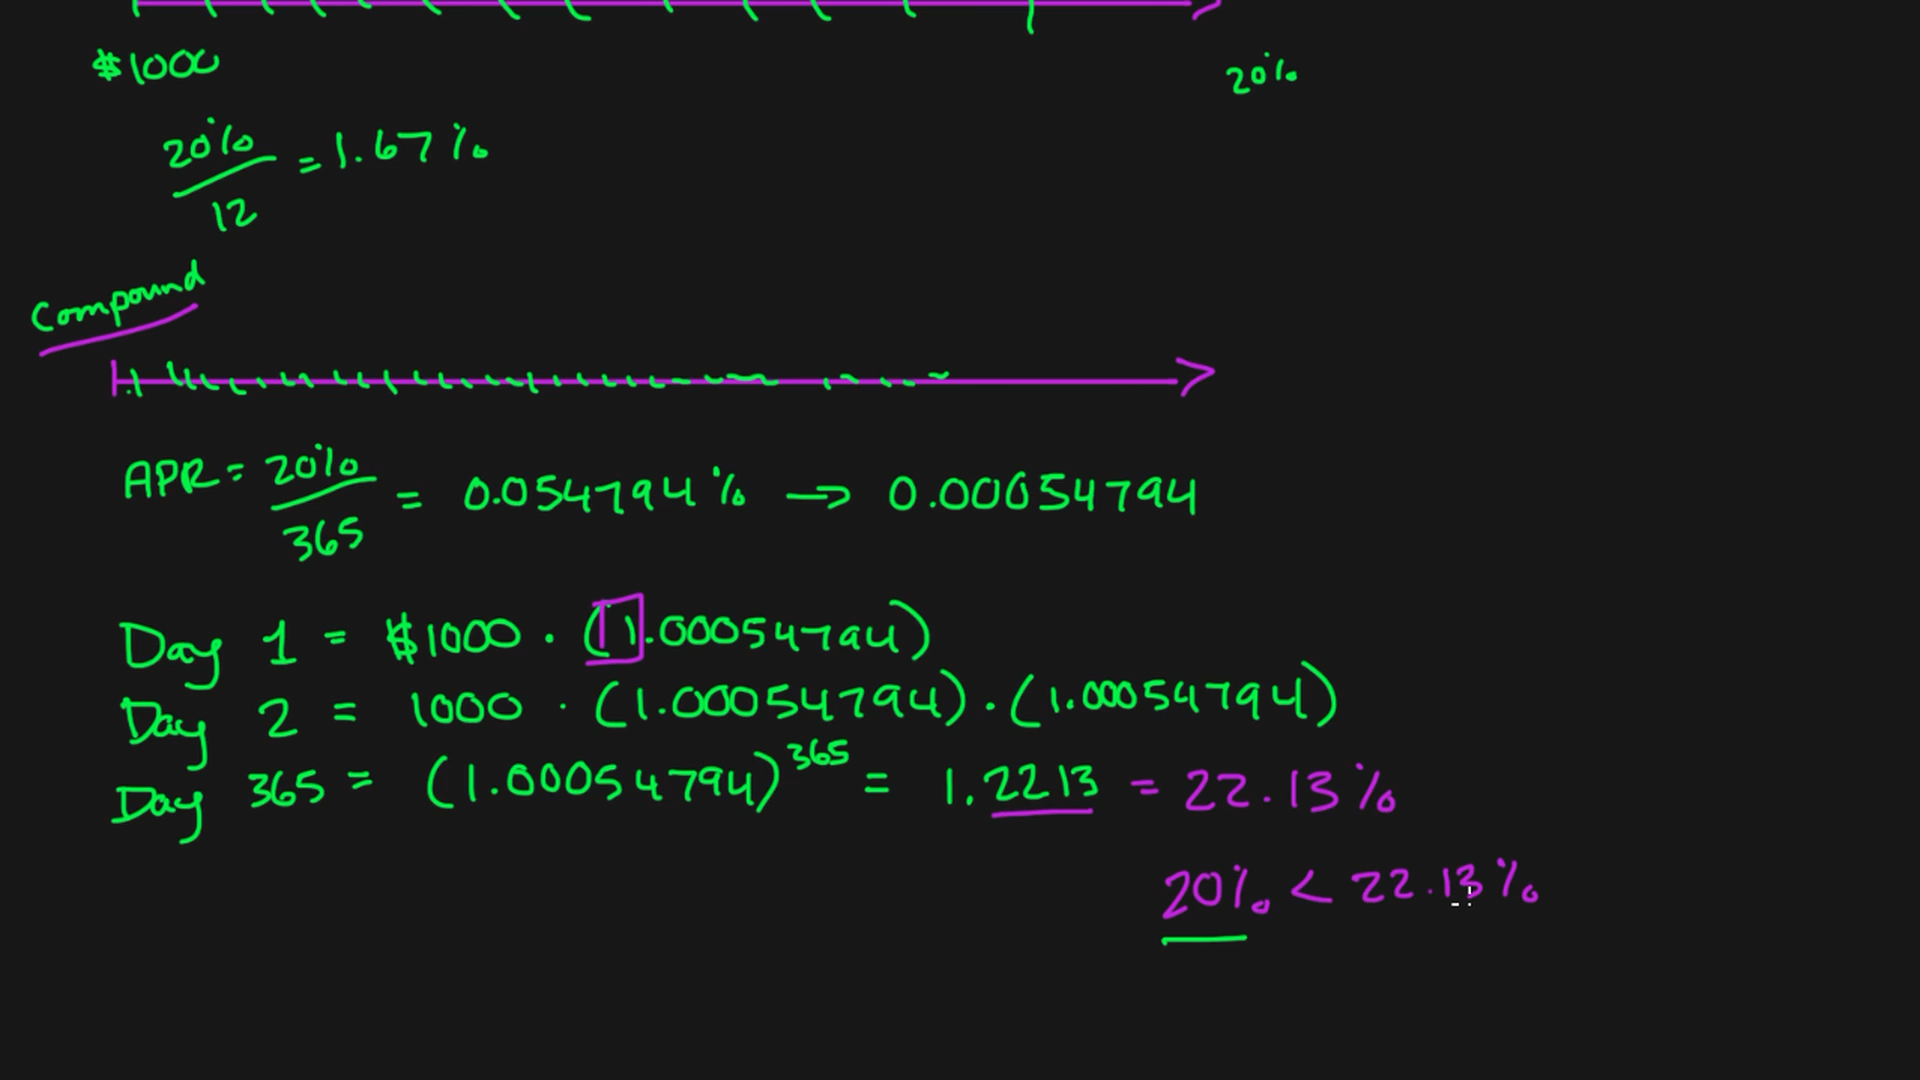 $1000
20%
20%/12 = 1.67%
Compound
APR = 20%/365 = 0.054794% → 0.00054794
Day 1 = $1000 · (1.00054794)
Day 2 = 1000 · (1.00054794) · (1.00054794)
Day 365 = (1.00054794)^365 = 1.2213 = 22.13%
20% < 22.13%